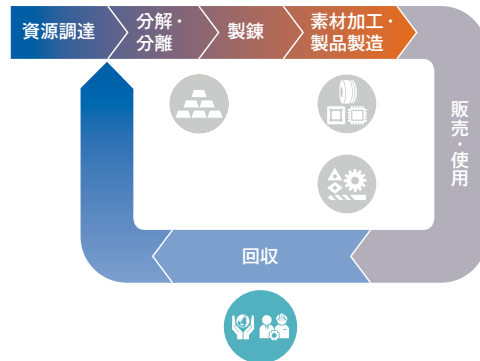 資源調達
分解・
分離
製錬
素材加工・
製品製造
販売・使用
回収